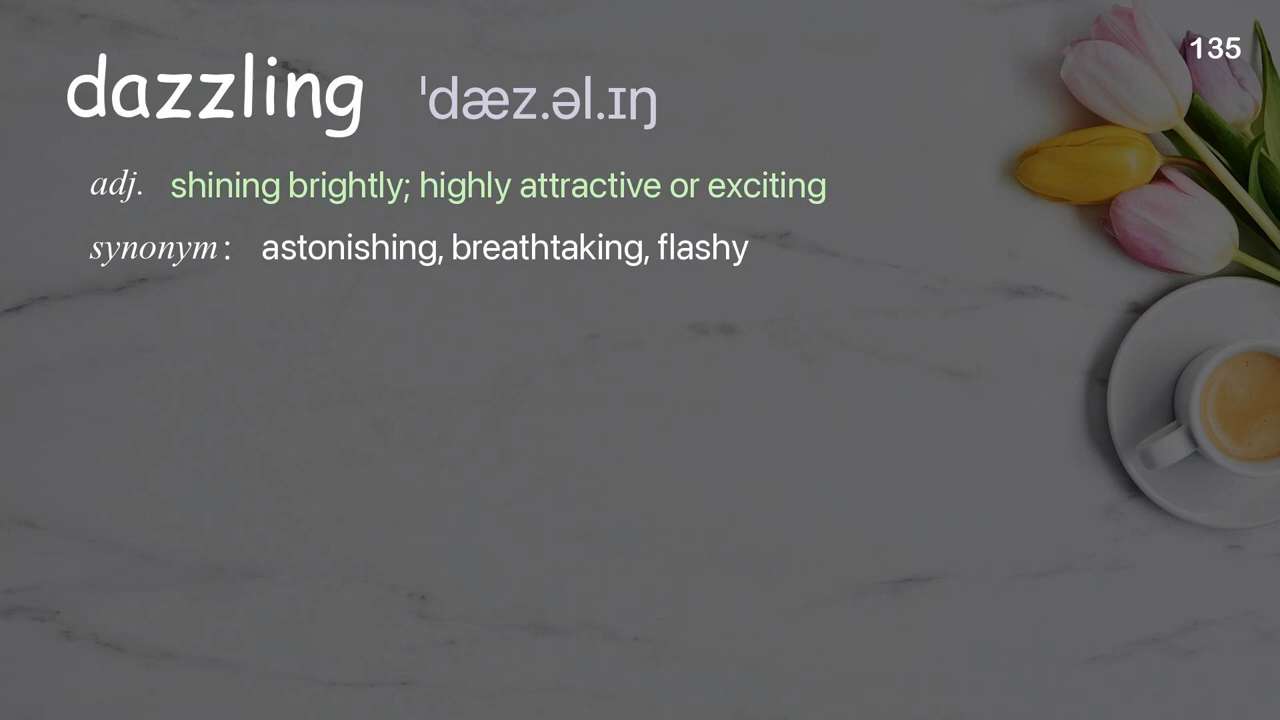 135
dazzling ˈdæz.əl.ɪŋ
adj. shining brightly; highly attractive or exciting
synonym : astonishing, breathtaking, flashy